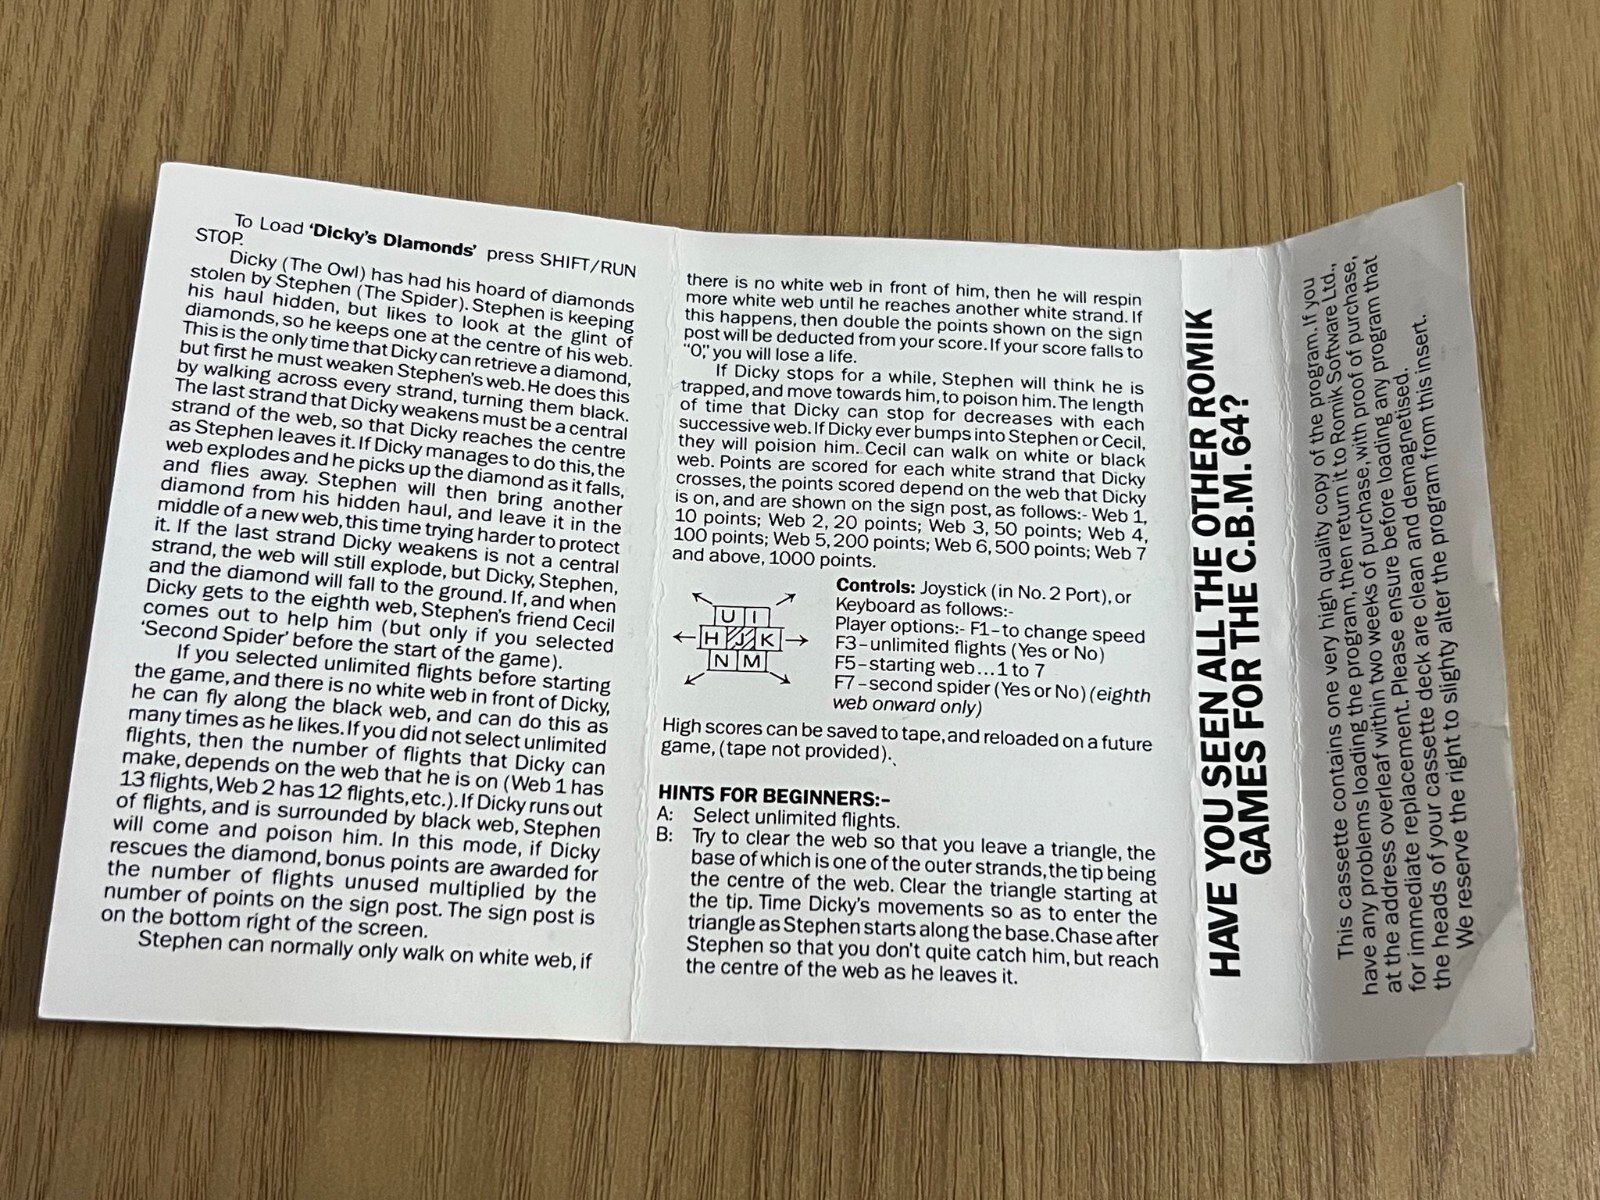 To Load 'Dicky's Diamonds' press SHIFT/RUN
STOP.
Dicky (The Owl) has had his hoard of diamonds
stolen by Stephen (The Spider). Stephen is keeping
his haul hidden, but likes to look at the glint of
diamonds, so he keeps one at the centre of his web.
This is the only time that Dicky can retrieve a diamond,
but first he must weaken Stephen's web. He does this
by walking across every strand, turning them black.
The last strand that Dicky weakens must be a central
strand of the web, so that Dicky reaches the centre
as Stephen leaves it. If Dicky manages to do this, the
web explodes and he picks up the diamond as it falls,
and flies away. Stephen will then bring another
diamond from his hidden haul, and leave it in the
middle of a new web, this time trying harder to protect
it. If the last strand Dicky weakens is not a central
strand, the web will still explode, but Dicky, Stephen,
and the diamond will fall to the ground. If, and when
Dicky gets to the eighth web, Stephen's friend Cecil
comes out to help him (but only if you selected
'Second Spider' before the start of the game).
If you selected unlimited flights before starting
the game, and there is no white web in front of Dicky,
he can fly along the black web, and can do this as
many times as he likes. If you did not select unlimited
flights, then the number of flights that Dicky can
make, depends on the web that he is on (Web 1 has
13 flights, Web 2 has 12 flights, etc.). If Dicky runs out
of flights, and is surrounded by black web, Stephen
will come and poison him. In this mode, if Dicky
rescues the diamond, bonus points are awarded for
the number of flights unused multiplied by the
number of points on the sign post. The sign post is
on the bottom right of the screen.
Stephen can normally only walk on white web, if
there is no white web in front of him, then he will respin
more white web until he reaches another white strand. If
this happens, then double the points shown on the sign
post will be deducted from your score. If your score falls to
"0," you will lose a life.
If Dicky stops for a while, Stephen will think he is
trapped, and move towards him, to poison him. The length
of time that Dicky can stop for decreases with each
successive web. If Dicky ever bumps into Stephen or Cecil,
they will poision him. Cecil can walk on white or black
web. Points are scored for each white strand that Dicky
crosses, the points scored depend on the web that Dicky
is on, and are shown on the sign post, as follows:- Web 1,
10 points; Web 2, 20 points; Web 3, 50 points; Web 4,
100 points; Web 5, 200 points; Web 6, 500 points; Web 7
and above, 1000 points.
U I
H J K
N M
Controls: Joystick (in No. 2 Port), or
Keyboard as follows:-
Player options:- F1-to change speed
F3-unlimited flights (Yes or No)
F5-starting web...1 to 7
F7-second spider (Yes or No) (eighth
web onward only)
High scores can be saved to tape, and reloaded on a future
game, (tape not provided).
HINTS FOR BEGINNERS:-
A: Select unlimited flights.
B: Try to clear the web so that you leave a triangle, the
base of which is one of the outer strands, the tip being
the centre of the web. Clear the triangle starting at
the tip. Time Dicky's movements so as to enter the
triangle as Stephen starts along the base. Chase after
Stephen so that you don't quite catch him, but reach
the centre of the web as he leaves it.
HAVE YOU SEEN ALL THE OTHER ROMIK
GAMES FOR THE C.B.M. 64?
This cassette contains one very high quality copy of the program. If you
have any problems loading the program, then return it to Romik Software Ltd.,
at the address overleaf within two weeks of purchase, with proof of purchase,
for immediate replacement. Please ensure before loading any program that
the heads of your cassette deck are clean and demagnetised.
We reserve the right to slighty alter the program from this insert.